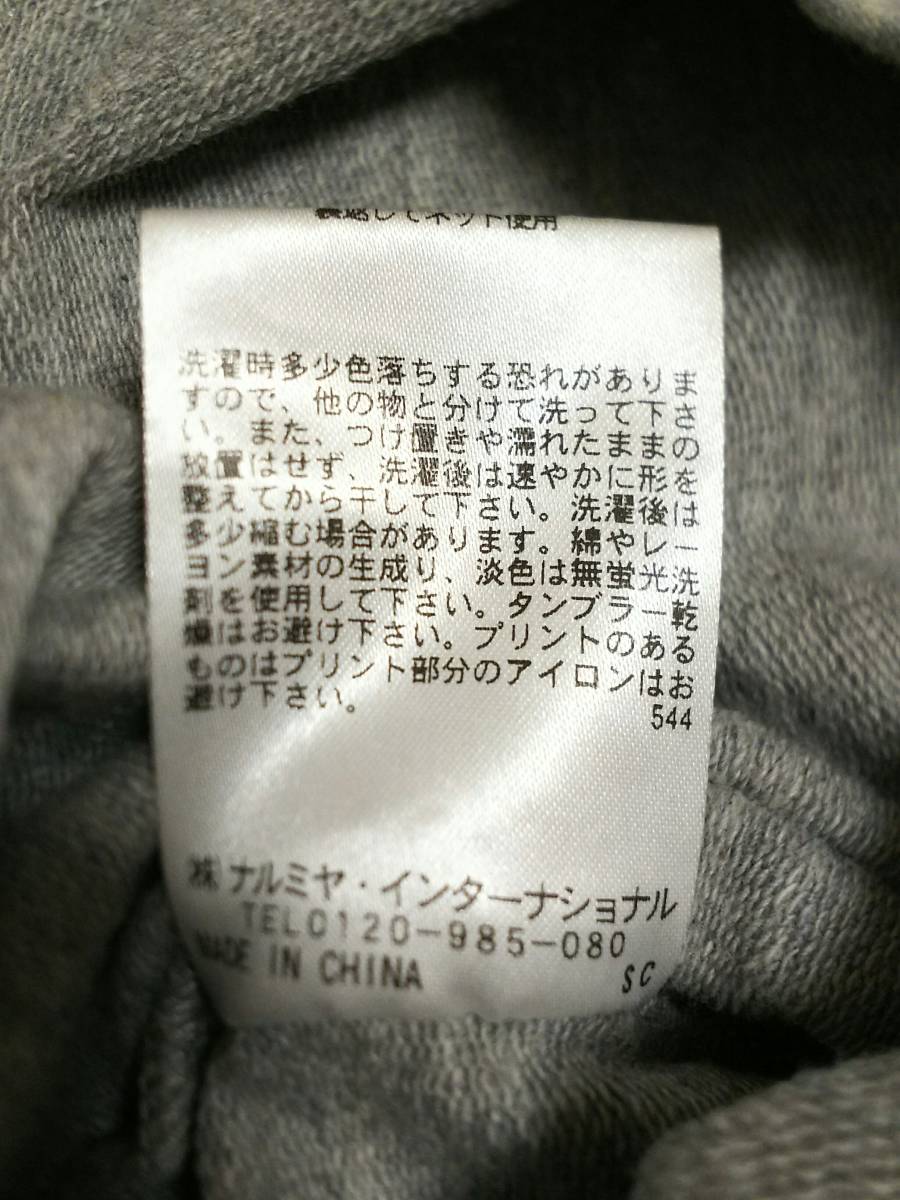 裏返してネット使用
洗濯時多少色落ちする恐れがありま
すので、他の物と分けて洗って下さ
い。また、つけ置きや濡れたままの
放置はせず、洗濯後は速やかに形を
整えてから干して下さい。洗濯後は
多少縮む場合があります。綿やレー
ヨン素材の生成り、淡色は無蛍光洗
剤を使用して下さい。タンブラー乾
燥はお避け下さい。プリントのある
ものはプリント部分のアイロンはお
避け下さい。
544
㈱ナルミヤ・インターナショナル
TEL0120-985-080
MADE IN CHINA SC